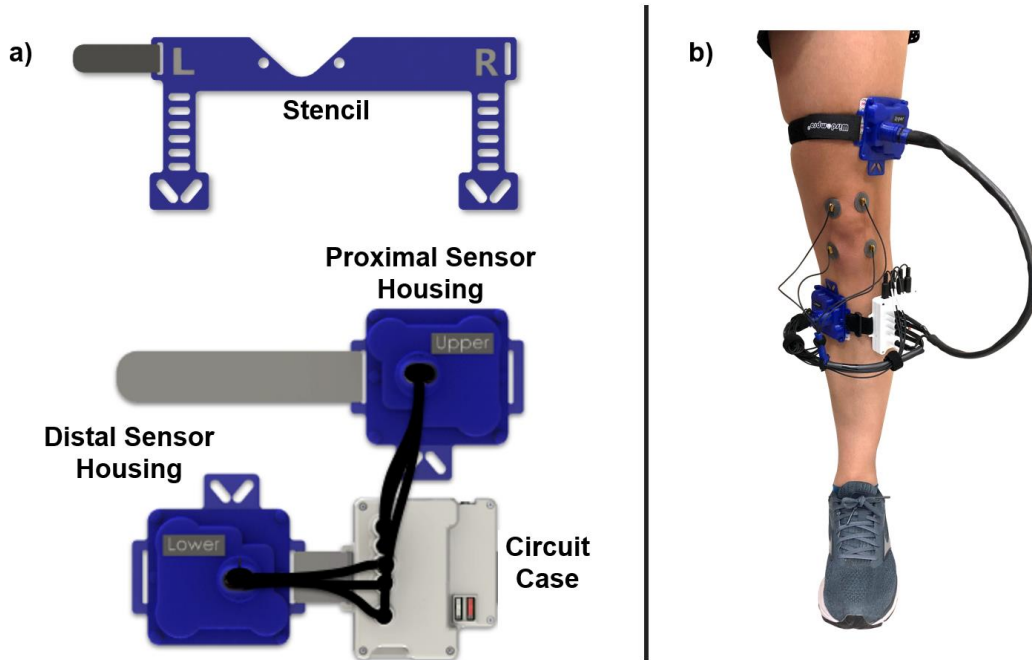 a)
L
R
Stencil
Proximal Sensor
Housing
Upper
Distal Sensor
Housing
Lower
Circuit
Case
b)